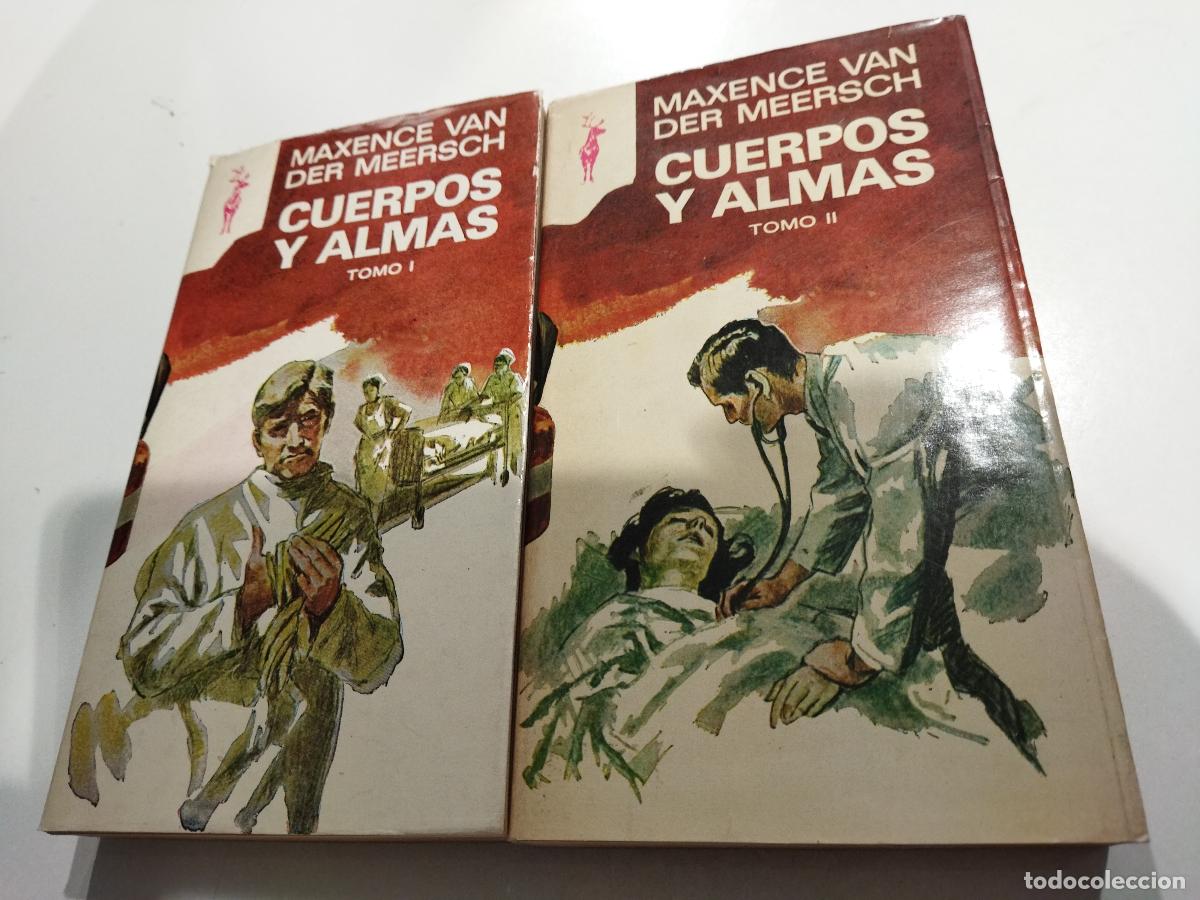 MAXENCE VAN
DER MEERSCH
CUERPOS
Y ALMAS
TOMO I
MAXENCE VAN
DER MEERSCH
CUERPOS
Y ALMAS
TOMO II
todocoleccion